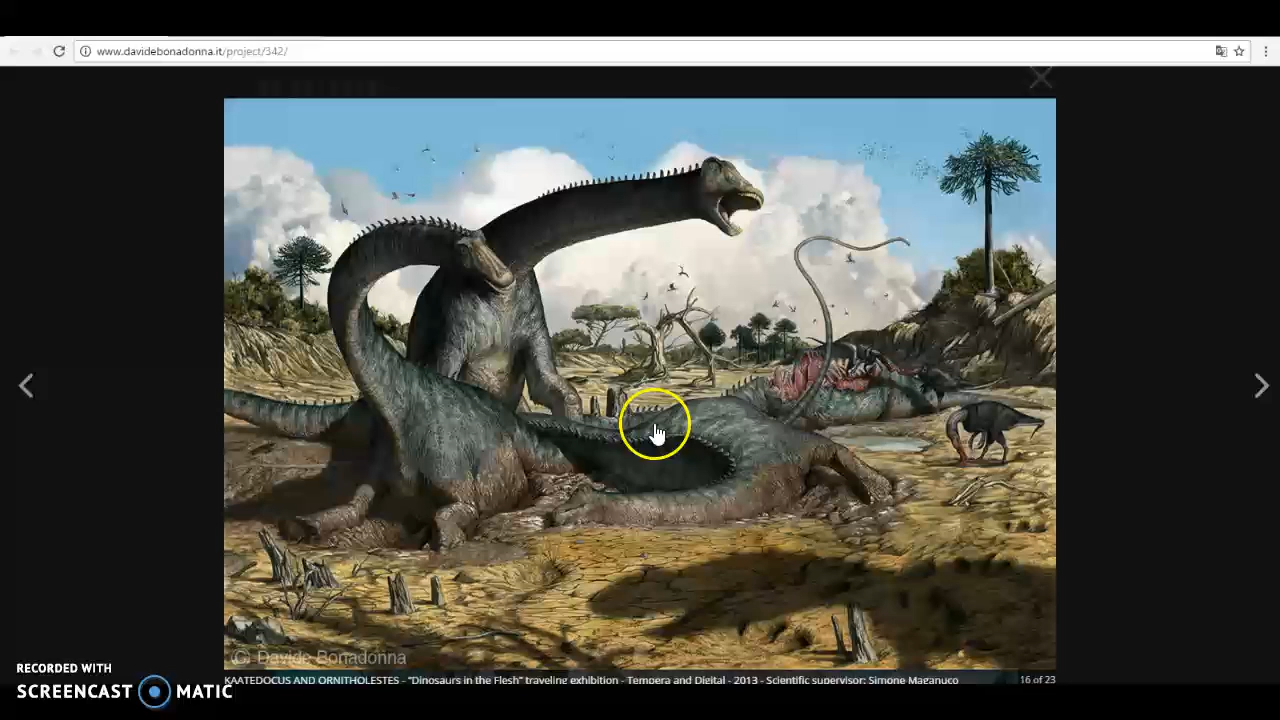 www.davidebonadonna.it/project/342/
© Davide Bonadonna
KAATEDOCUS AND ORNITHOLESTES - "Dinosaurs in the Flesh" traveling exhibition - Tempera and Digital - 2013 - Scientific supervisor: Simone Maganuco
16 of 23
RECORDED WITH
SCREENCAST MATIC